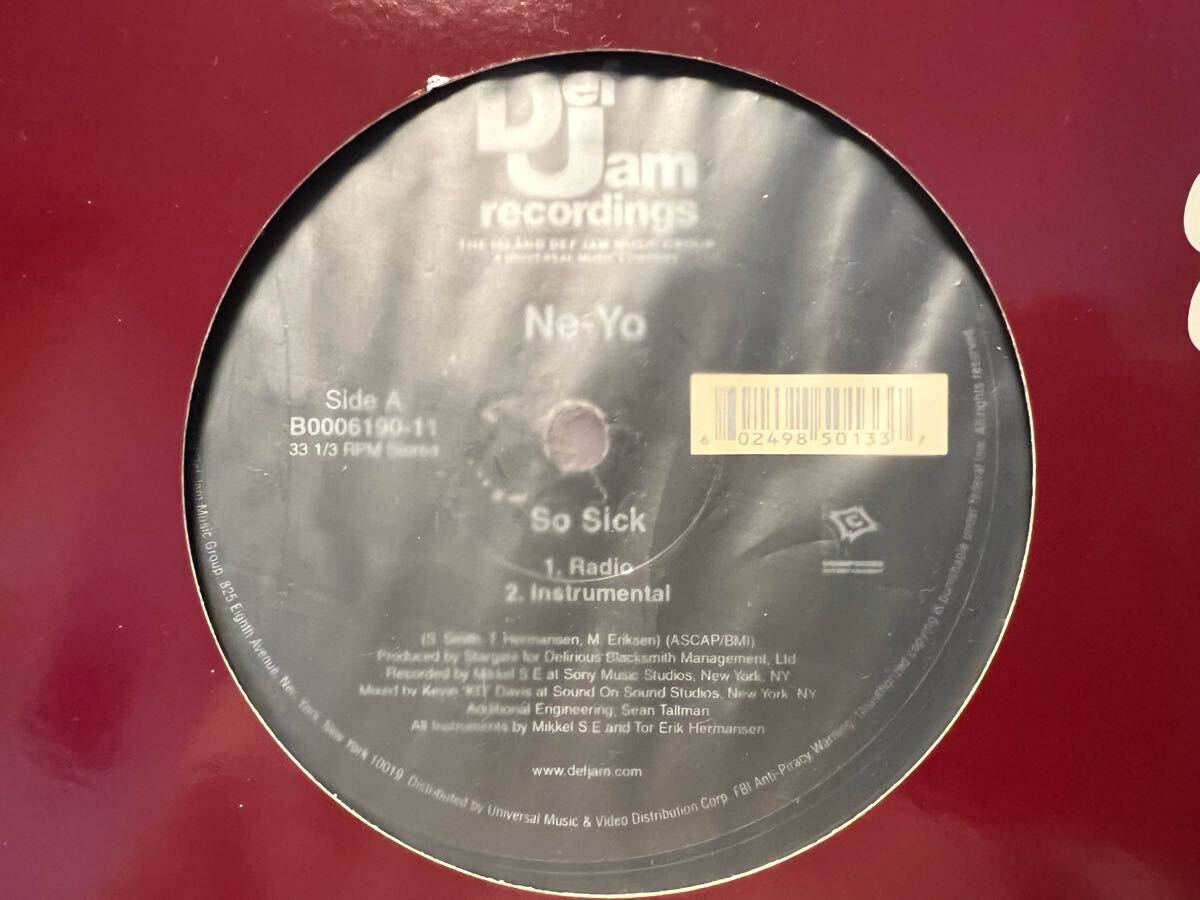 Def
Jam
recordings
THE ISLAND DEF JAM MUSIC GROUP
A UNIVERSAL MUSIC COMPANY
Ne-Yo
Side A
B0006190-11
33 1/3 RPM Stereo
6 02498 50133 7
So Sick
1. Radio
2. Instrumental
(S. Smith, T. Hermansen, M. Eriksen) (ASCAP/BMI)
Produced by Stargate for Delirious Blacksmith Management, Ltd
Recorded by Mikkel S.E at Sony Music Studios, New York, NY
Mixed by Kevin "KD" Davis at Sound On Sound Studios, New York, NY
Additional Engineering, Sean Tallman
All Instruments by Mikkel S.E and Tor Erik Hermansen
www.defjam.com
Jam Music Group, 825 Eighth Avenue, New York, New York 10019. Distributed by Universal Music & Video Distribution Corp. FBI Anti-Piracy Warning: Unauthorized copying is punishable under federal law. All rights reserved.